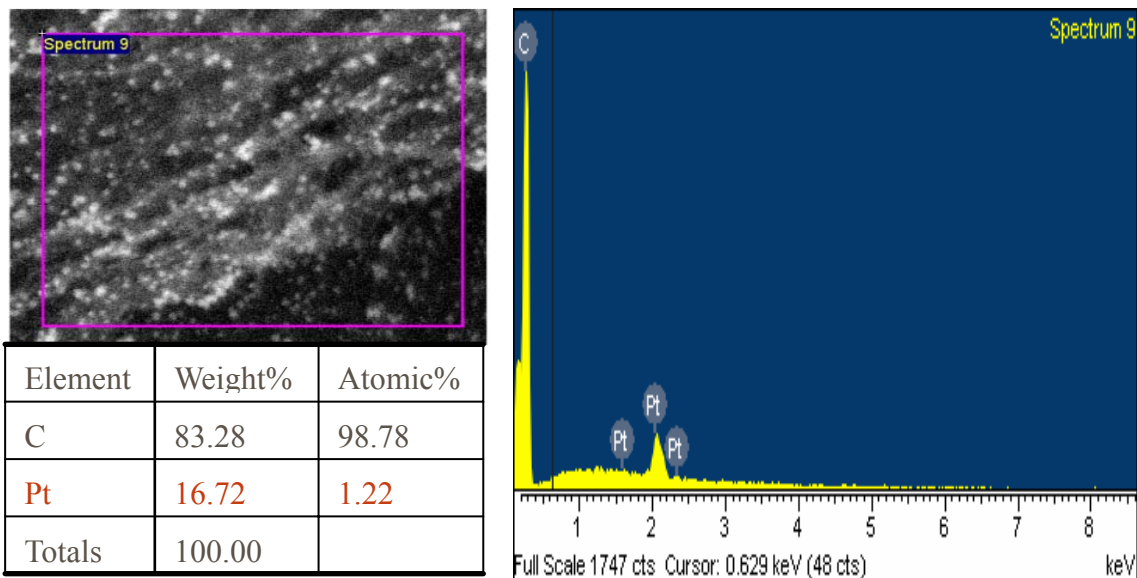 Spectrum 9
Element Weight% Atomic%
C 83.28 98.78
Pt 16.72 1.22
Totals 100.00
Spectrum 9
C
Pt
Pt
Pt
1 2 3 4 5 6 7 8
Full Scale 1747 cts Cursor: 0.629 keV (48 cts) keV